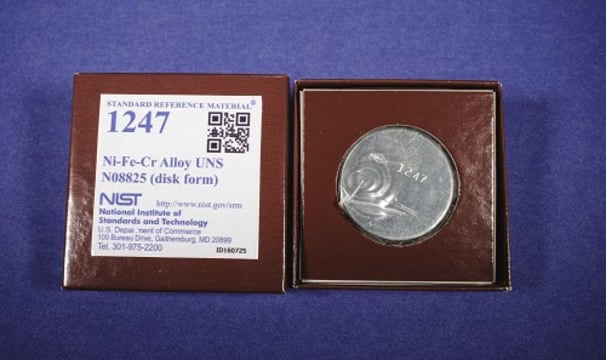 STANDARD REFERENCE MATERIAL®
1247
Ni-Fe-Cr Alloy UNS
N08825 (disk form)
NIST http://www.nist.gov/srm
National Institute of
Standards and Technology
U.S. Depar.ment of Commerce
100 Bureau Drive, Gaithersburg, MD 20899
Tel. 301-975-2200
ID160725
1247